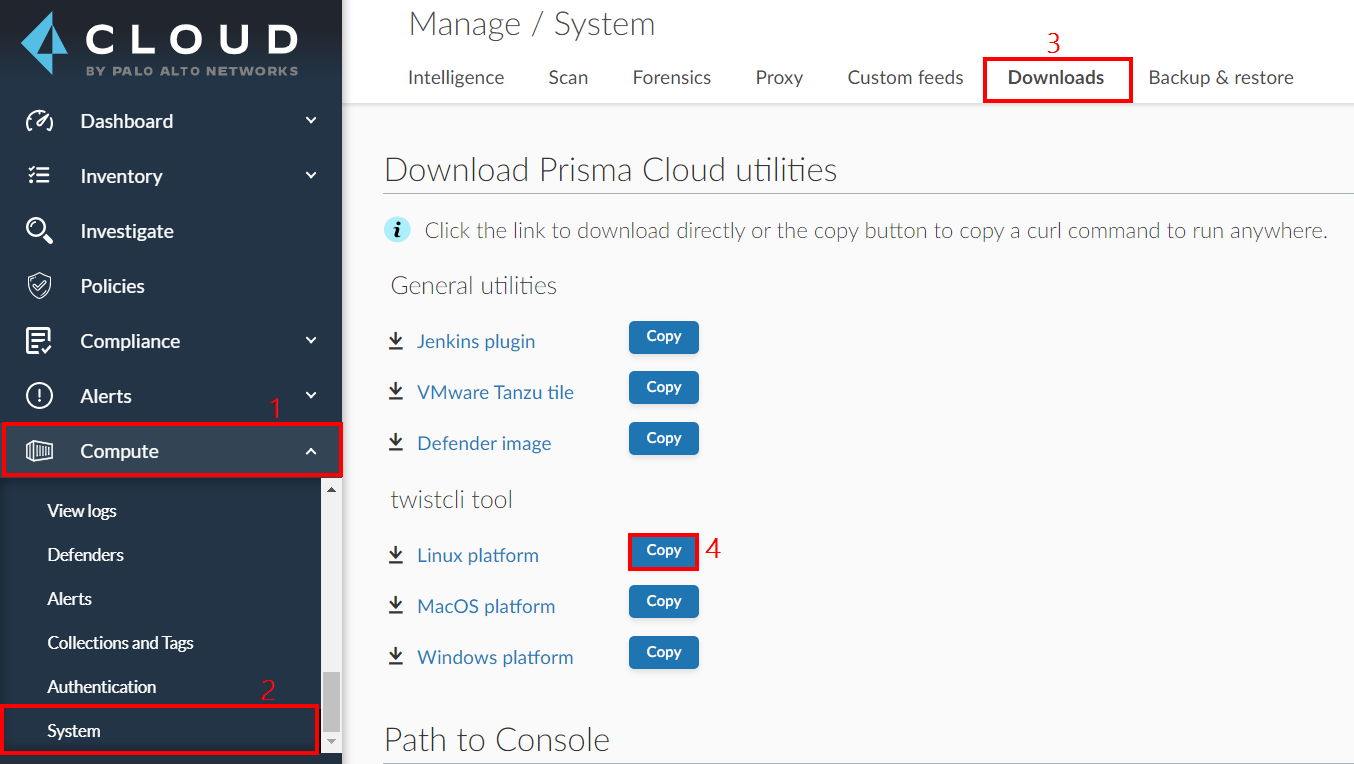 CLOUD
BY PALO ALTO NETWORKS
Dashboard
Inventory
Investigate
Policies
Compliance
Alerts
1
Compute
View logs
Defenders
Alerts
Collections and Tags
Authentication
2
System
Manage / System
3
Intelligence Scan Forensics Proxy Custom feeds Downloads Backup & restore
Download Prisma Cloud utilities
i Click the link to download directly or the copy button to copy a curl command to run anywhere.
General utilities
Jenkins plugin Copy
VMware Tanzu tile Copy
Defender image Copy
twistcli tool
Linux platform Copy 4
MacOS platform Copy
Windows platform Copy
Path to Console